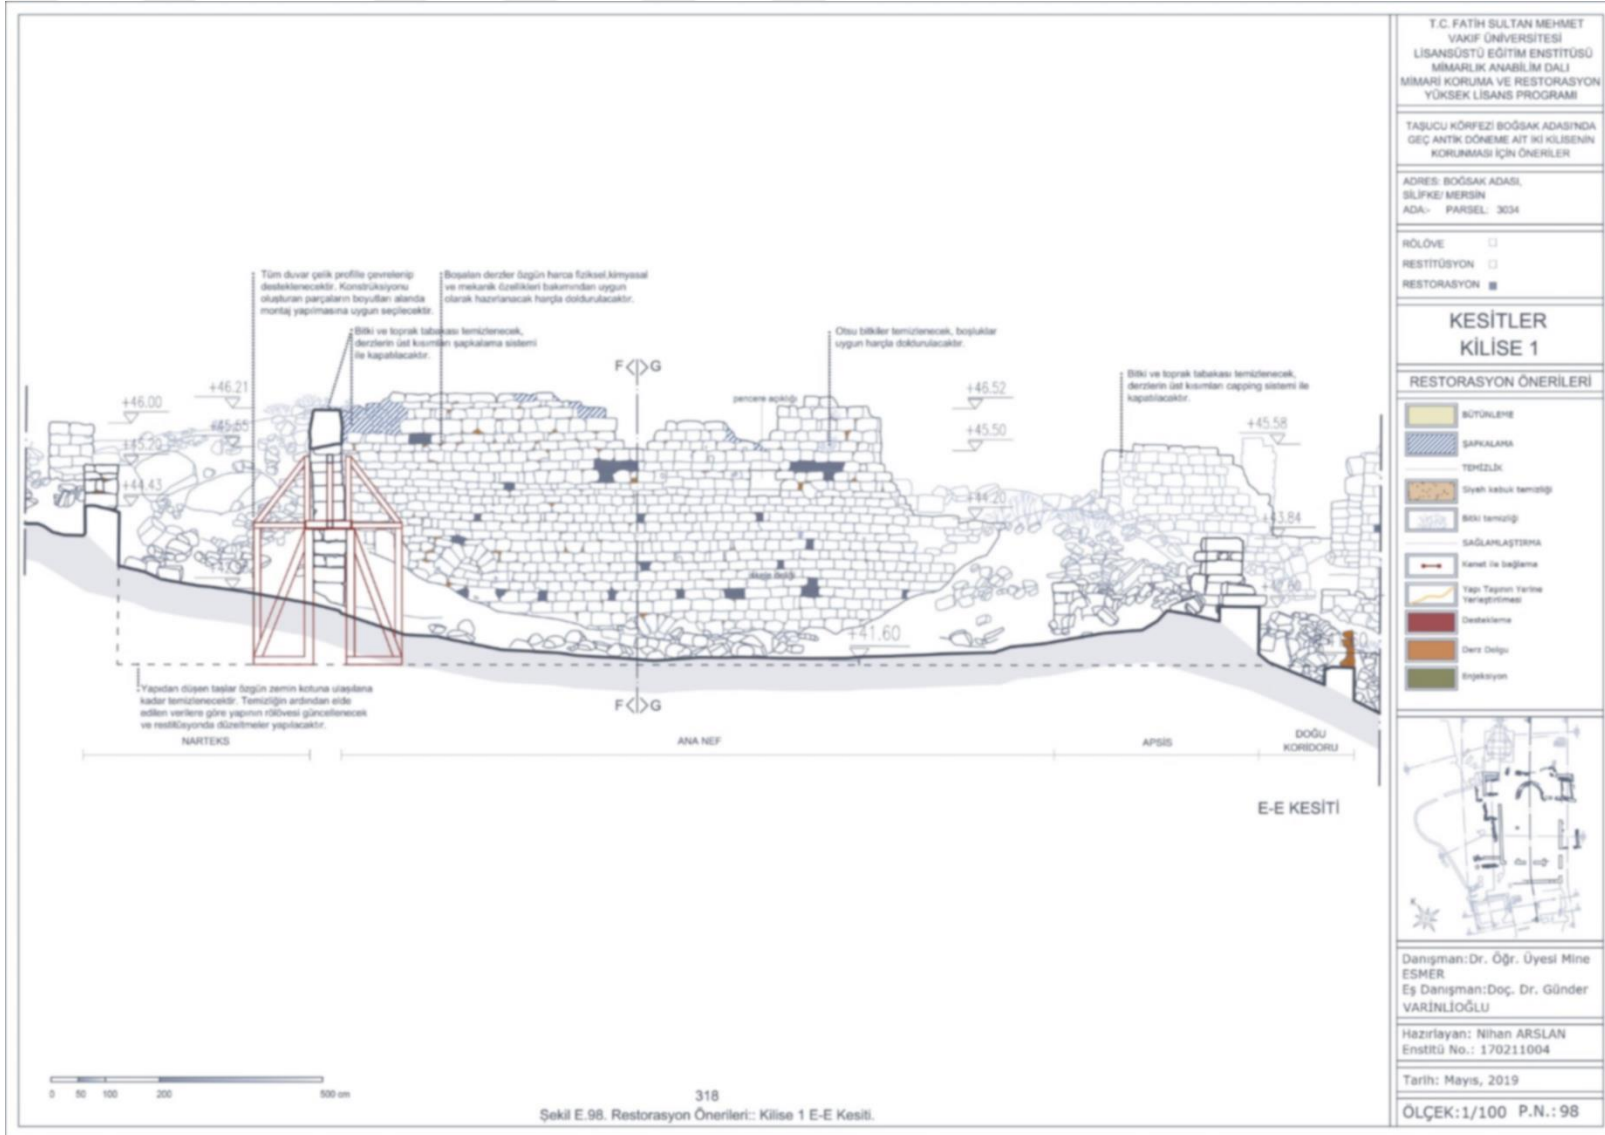 T.C. FATİH SULTAN MEHMET
VAKIF ÜNİVERSİTESİ
LİSANSÜSTÜ EĞİTİM ENSTİTÜSÜ
MİMARLIK ANABİLİM DALI
MİMARİ KORUMA VE RESTORASYON
YÜKSEK LİSANS PROGRAMI
TAŞUCU KÖRFEZİ BOĞSAK ADASI'NDA
GEÇ ANTİK DÖNEME AİT İKİ KİLİSENİN
KORUNMASI İÇİN ÖNERİLER
ADRES: BOĞSAK ADASI,
SİLİFKE/ MERSİN
ADA:- PARSEL: 3034
RÖLÖVE
RESTİTÜSYON
RESTORASYON
KESİTLER
KİLİSE 1
RESTORASYON ÖNERİLERİ
BÜTÜNLEME
ŞAPKALAMA
TEMİZLİK
Siyah kabuk temizliği
Bitki temizliği
SAĞLAMLAŞTIRMA
Kenet ile bağlama
Yapı Taşının Yerine
Yerleştirilmesi
Destekleme
Derz Dolgu
Enjeksiyon
K
Danışman:Dr. Öğr. Üyesi Mine
ESMER
Eş Danışman:Doç. Dr. Günder
VARİNLİOĞLU
Hazırlayan: Nihan ARSLAN
Enstitü No.: 170211004
Tarih: Mayıs, 2019
ÖLÇEK:1/100 P.N.: 98
Tüm duvar çelik profille çevrelenip
desteklenecektir. Konstrüksiyonu
oluşturan parçaların boyutları alanda
montaj yapılmasına uygun seçilecektir.
Boşalan derzler özgün harca fiziksel,kimyasal
ve mekanik özellikleri bakımından uygun
olarak hazırlanacak harçla doldurulacaktır.
Bitki ve toprak tabakası temizlenecek,
derzlerin üst kısımları şapkalama sistemi
ile kapatılacaktır.
Otsu bitkiler temizlenecek, boşluklar
uygun harçla doldurulacaktır.
Bitki ve toprak tabakası temizlenecek,
derzlerin üst kısımları capping sistemi ile
kapatılacaktır.
F G
pencere açıklığı
+46.00
+46.21
+45.65
+45.20
+44.43
+46.52
+45.50
+44.20
+45.58
+43.84
+41.60
F G
Yapıdan düşen taşlar özgün zemin kotuna ulaşılana
kadar temizlenecektir. Temizliğin ardından elde
edilen verilere göre yapının rölövesi güncellenecek
ve restitüsyonda düzeltmeler yapılacaktır.
NARTEKS
ANA NEF
APSİS
DOĞU
KORİDORU
E-E KESİTİ
0 50 100 200 500 cm
318
Şekil E.98. Restorasyon Önerileri:: Kilise 1 E-E Kesiti.